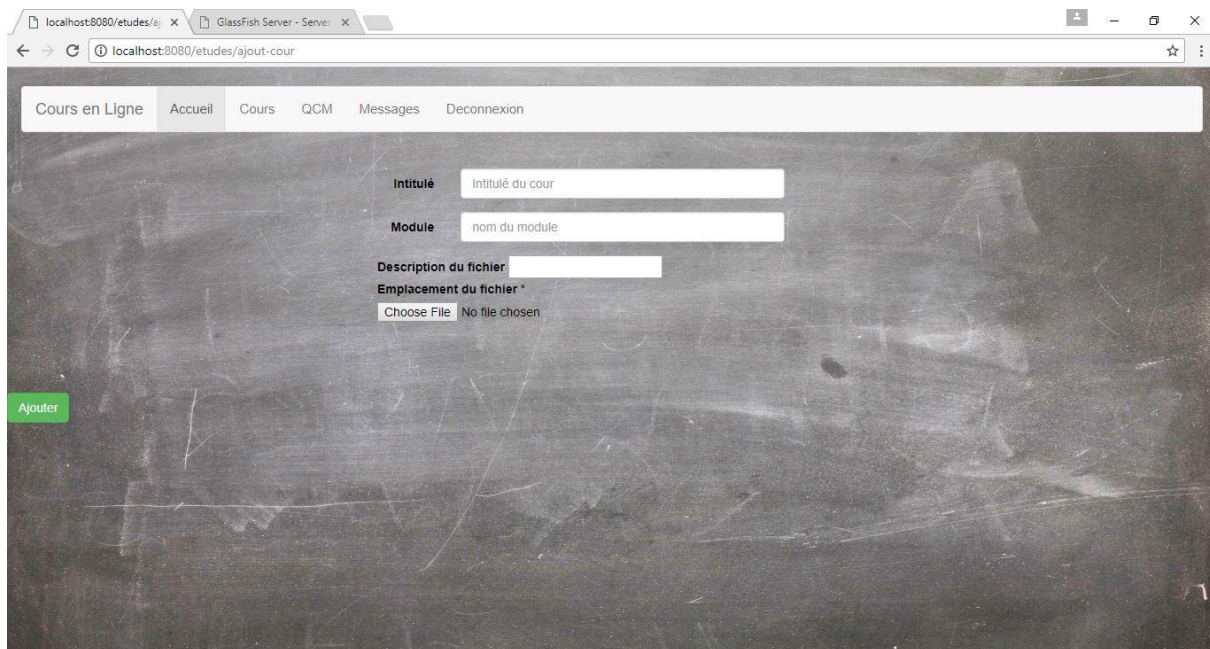 localhost:8080/etudes/aj
GlassFish Server - Server
localhost:8080/etudes/ajout-cour
Cours en Ligne Accueil Cours QCM Messages Deconnexion
Intitulé Intitulé du cour
Module nom du module
Description du fichier
Emplacement du fichier *
Choose File No file chosen
Ajouter